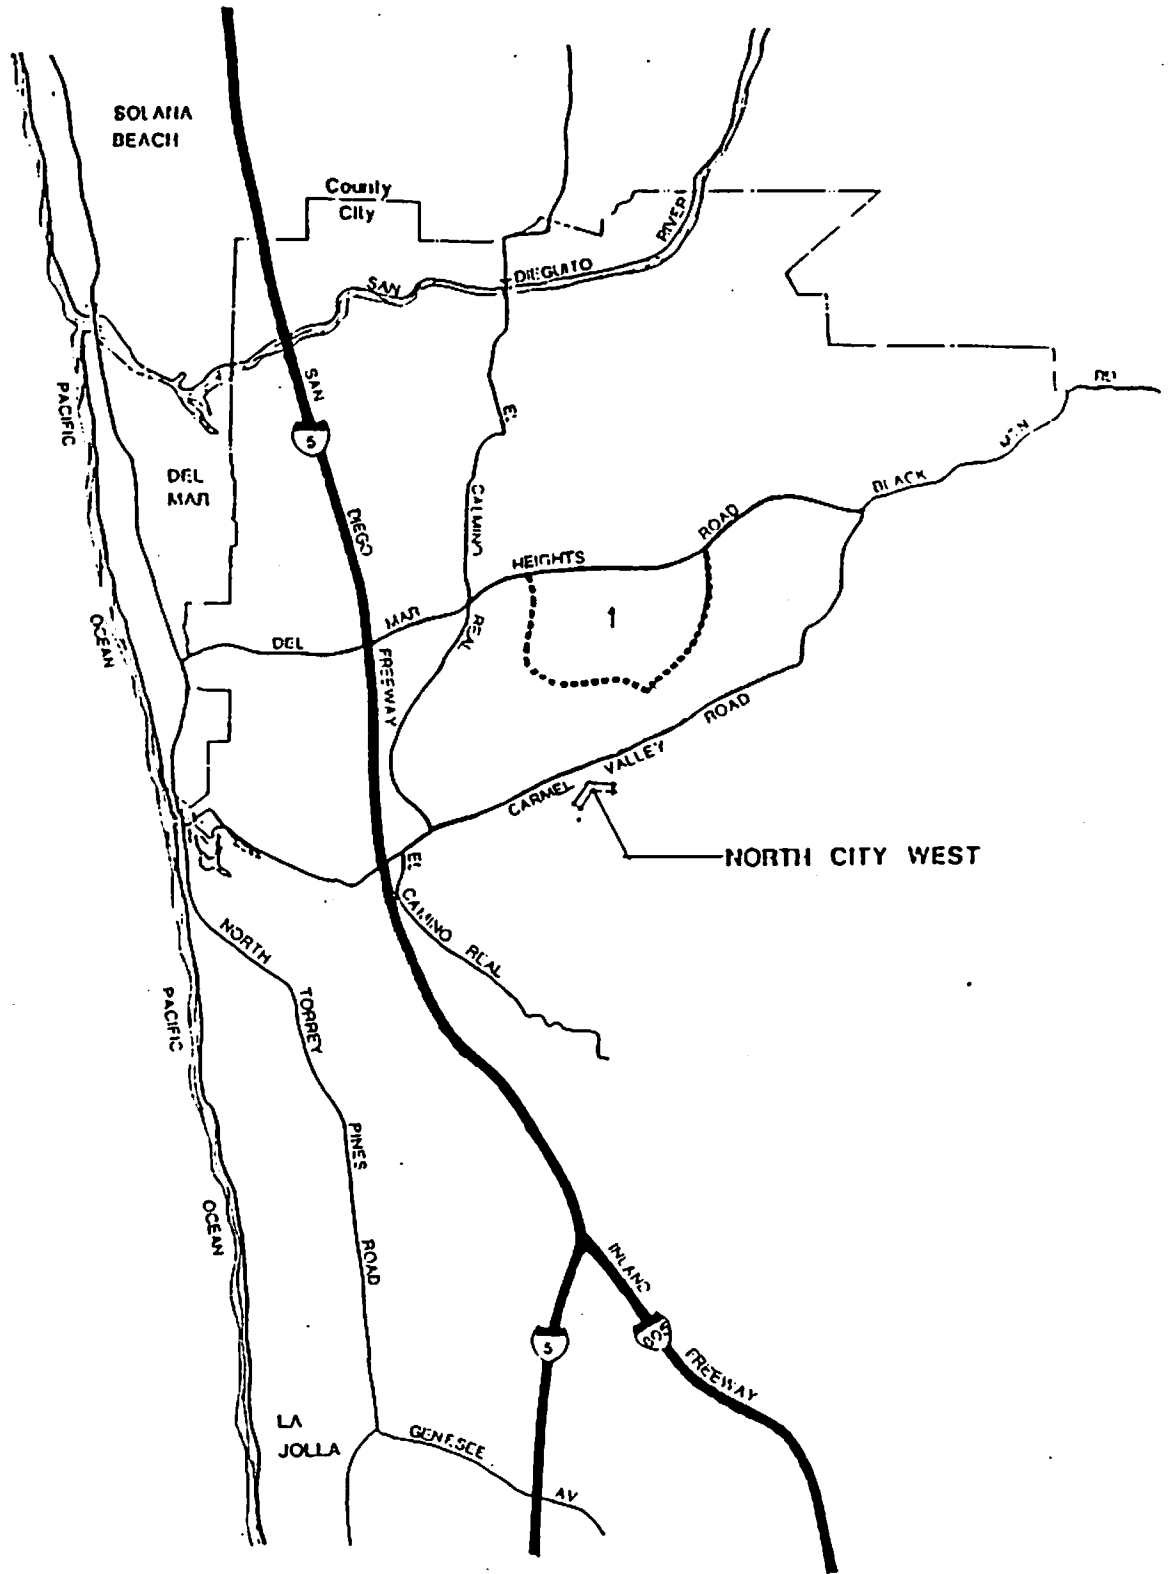 SOLANA
BEACH
County
City
SAN DIEGUITO RIVER
PACIFIC OCEAN
DEL
MAR
SAN DIEGO FREEWAY
5
EL CAMINO REAL
DEL MAR HEIGHTS ROAD
BLACK
RD
1
CARMEL VALLEY ROAD
NORTH CITY WEST
EL CAMINO REAL
NORTH TORREY PINES ROAD
PACIFIC OCEAN
INLAND FREEWAY
5
LA
JOLLA
GENESEE AV